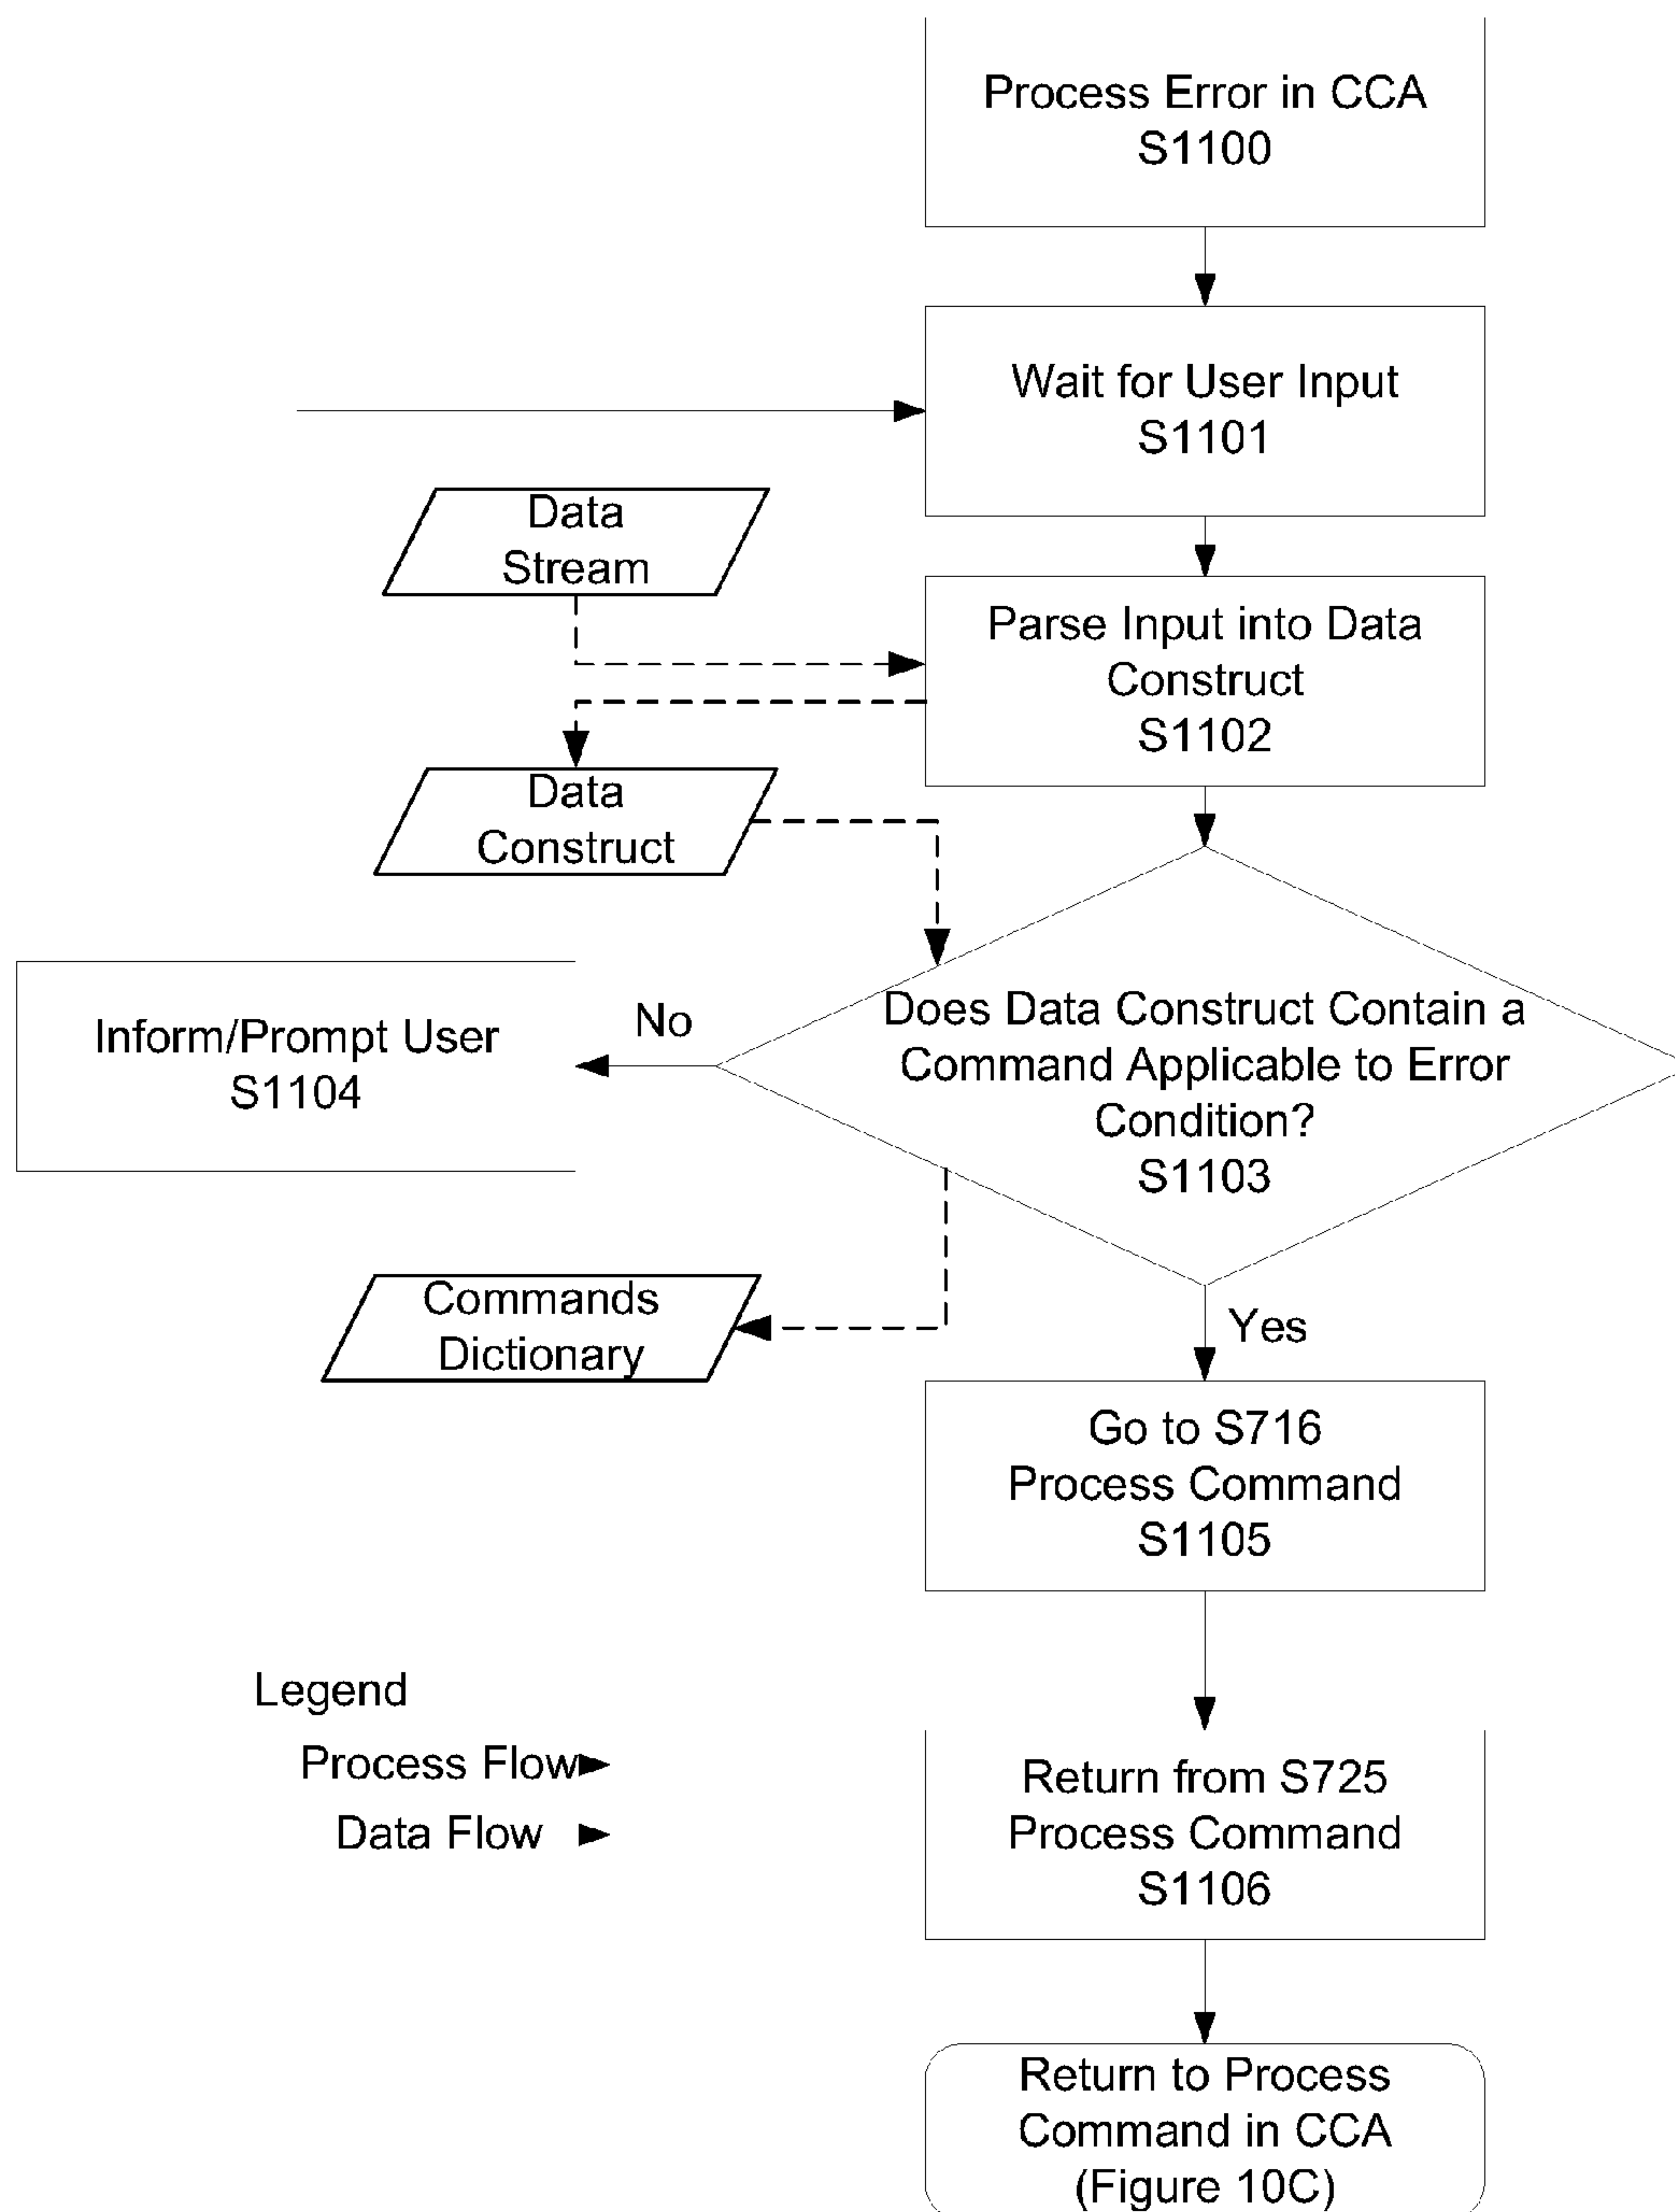 Process Error in CCA
S1100
Wait for User Input
S1101
Data
Stream
Parse Input into Data
Construct
S1102
Data
Construct
Does Data Construct Contain a
Command Applicable to Error
Condition?
S1103
No
Inform/Prompt User
S1104
Commands
Dictionary
Yes
Go to S716
Process Command
S1105
Legend
Process Flow
Data Flow
Return from S725
Process Command
S1106
Return to Process
Command in CCA
(Figure 10C)